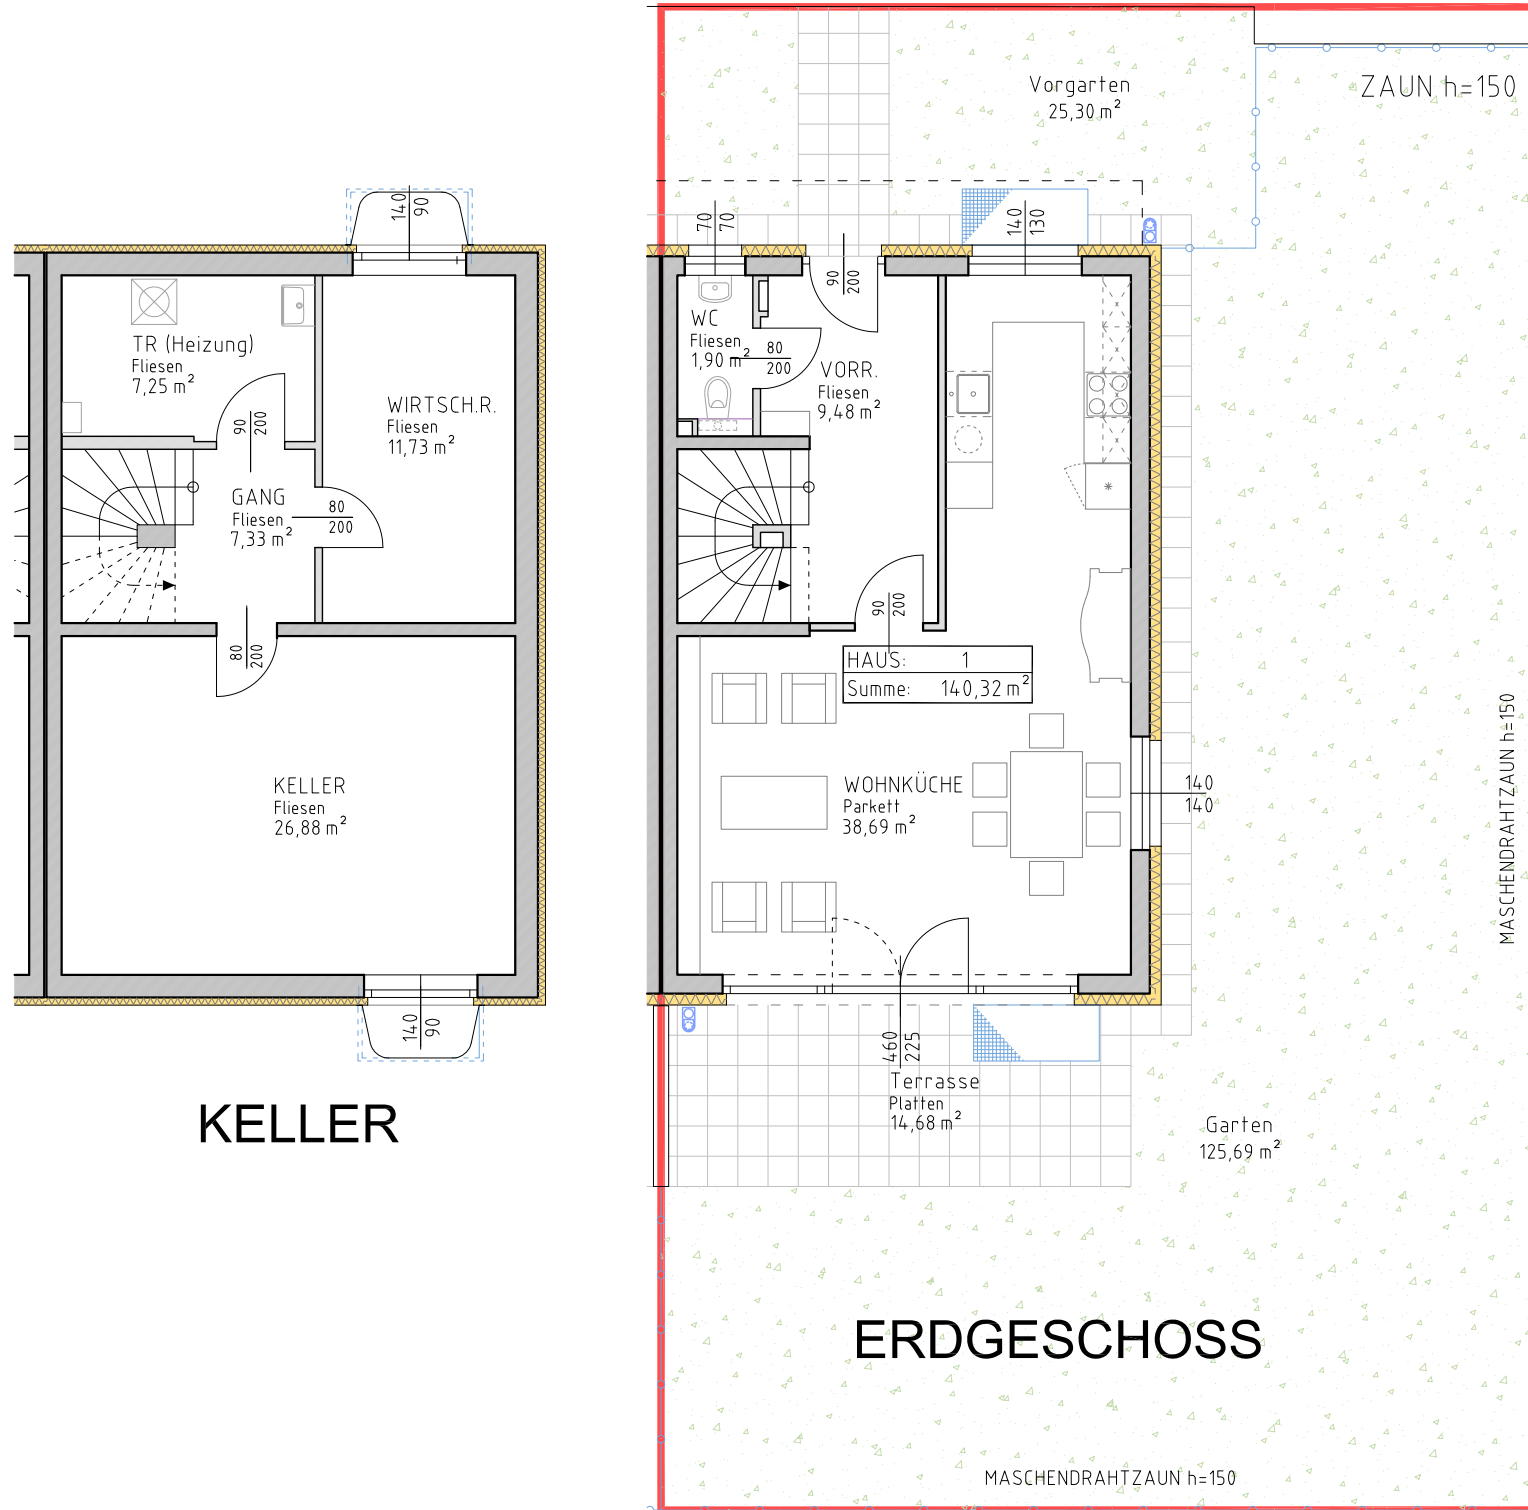 Vorgarten
25,30 m²
ZAUN h=150
140
90
70
70
90
200
140
130
TR (Heizung)
Fliesen
7,25 m²
WIRTSCH.R.
Fliesen
11,73 m²
90
200
GANG
Fliesen
7,33 m²
80
200
80
200
KELLER
Fliesen
26,88 m²
140
90
KELLER
WC
Fliesen
1,90 m²
80
200
VORR.
Fliesen
9,48 m²
90
200
HAUS: 1
Summe: 140,32 m²
WOHNKÜCHE
Parkett
38,69 m²
140
140
MASCHENDRAHTZAUN h=150
460
225
Terrasse
Platten
14,68 m²
Garten
125,69 m²
ERDGESCHOSS
MASCHENDRAHTZAUN h=150